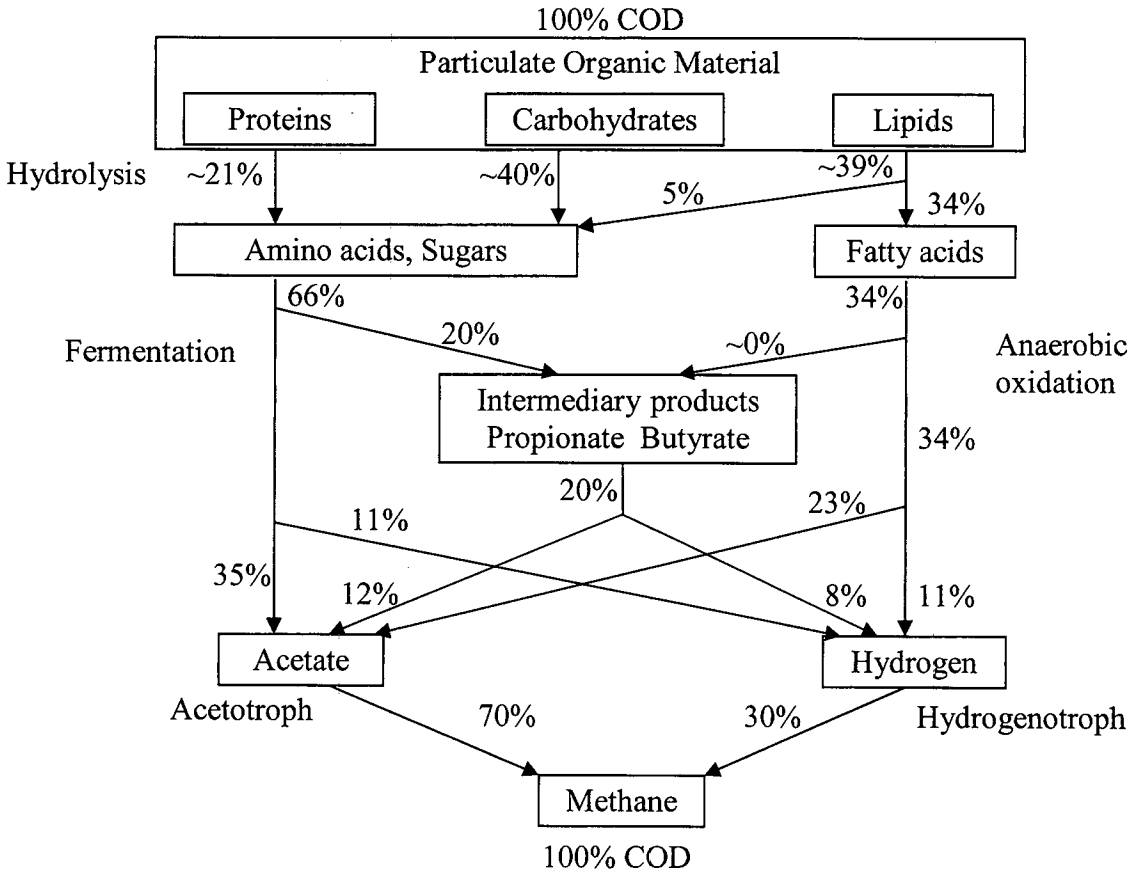 100% COD
Particulate Organic Material
Proteins
Carbohydrates
Lipids
Hydrolysis
~21%
~40%
~39%
5%
34%
Amino acids, Sugars
Fatty acids
66%
34%
Fermentation
20%
~0%
Anaerobic
oxidation
Intermediary products
Propionate Butyrate
34%
20%
11%
23%
35%
12%
8%
11%
Acetate
Hydrogen
Acetotroph
70%
30%
Hydrogenotroph
Methane
100% COD